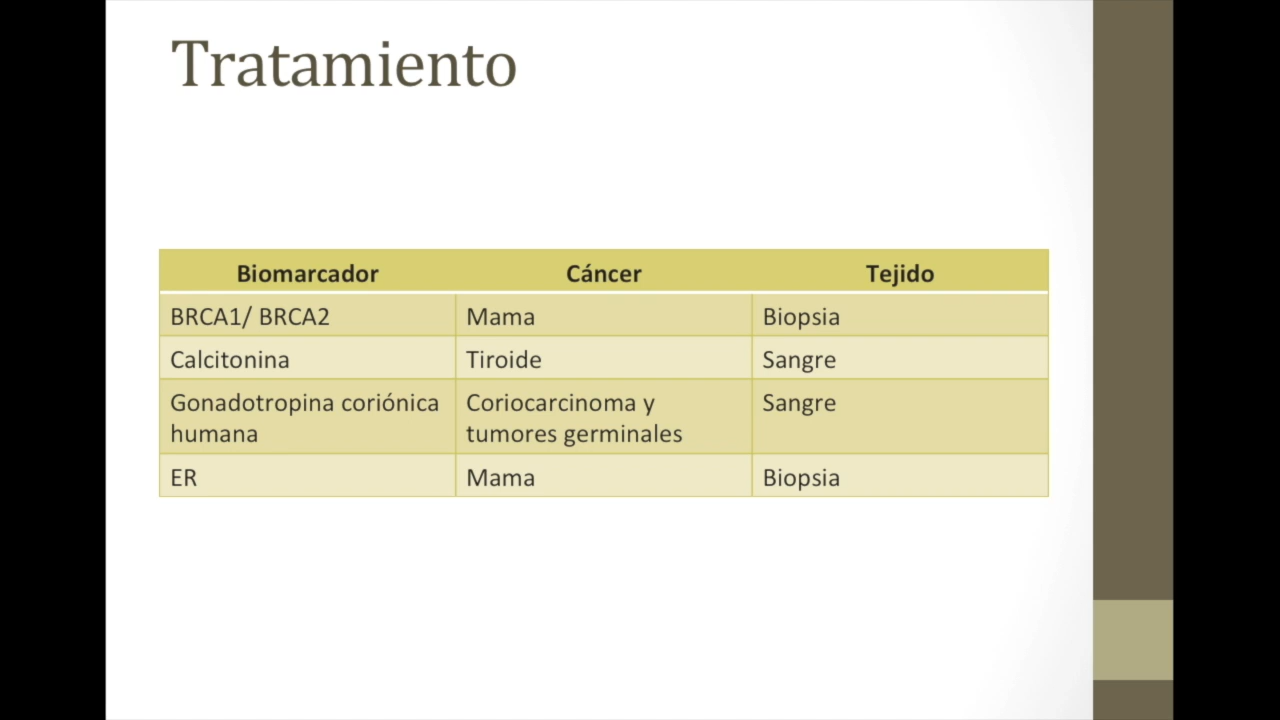 Tratamiento
Biomarcador Cáncer Tejido
BRCA1/ BRCA2 Mama Biopsia
Calcitonina Tiroide Sangre
Gonadotropina coriónica Coriocarcinoma y Sangre
humana tumores germinales
ER Mama Biopsia